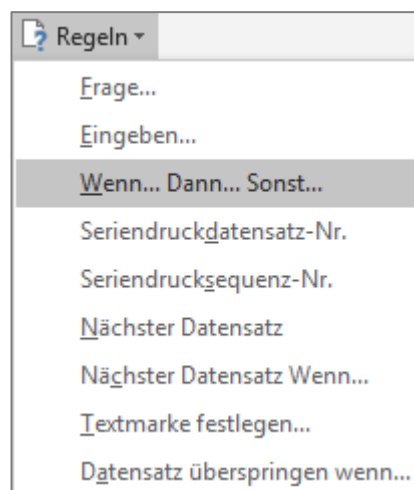 Regeln
Frage...
Eingeben...
Wenn... Dann... Sonst...
Seriendruckdatensatz-Nr.
Seriendrucksequenz-Nr.
Nächster Datensatz
Nächster Datensatz Wenn...
Textmarke festlegen...
Datensatz überspringen wenn...